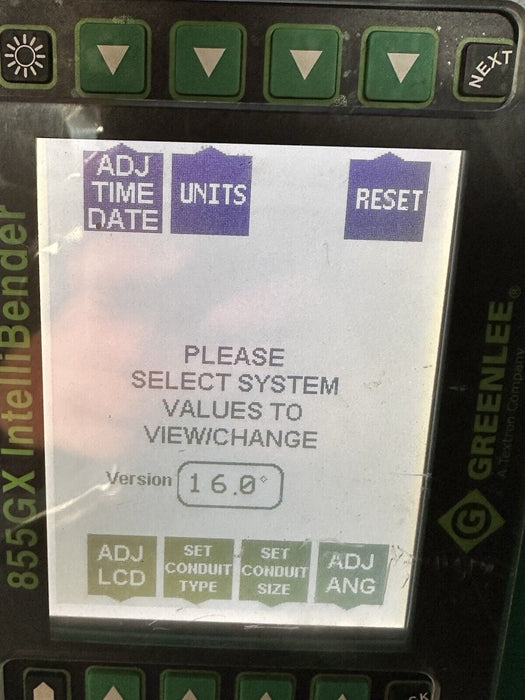 NEXT
ADJ
TIME
DATE
UNITS
RESET
PLEASE
SELECT SYSTEM
VALUES TO
VIEW/CHANGE
Version 16.0°
ADJ
LCD
SET
CONDUIT
TYPE
SET
CONDUIT
SIZE
ADJ
ANG
855GX IntelliBender
G GREENLEE®
A Textron Company